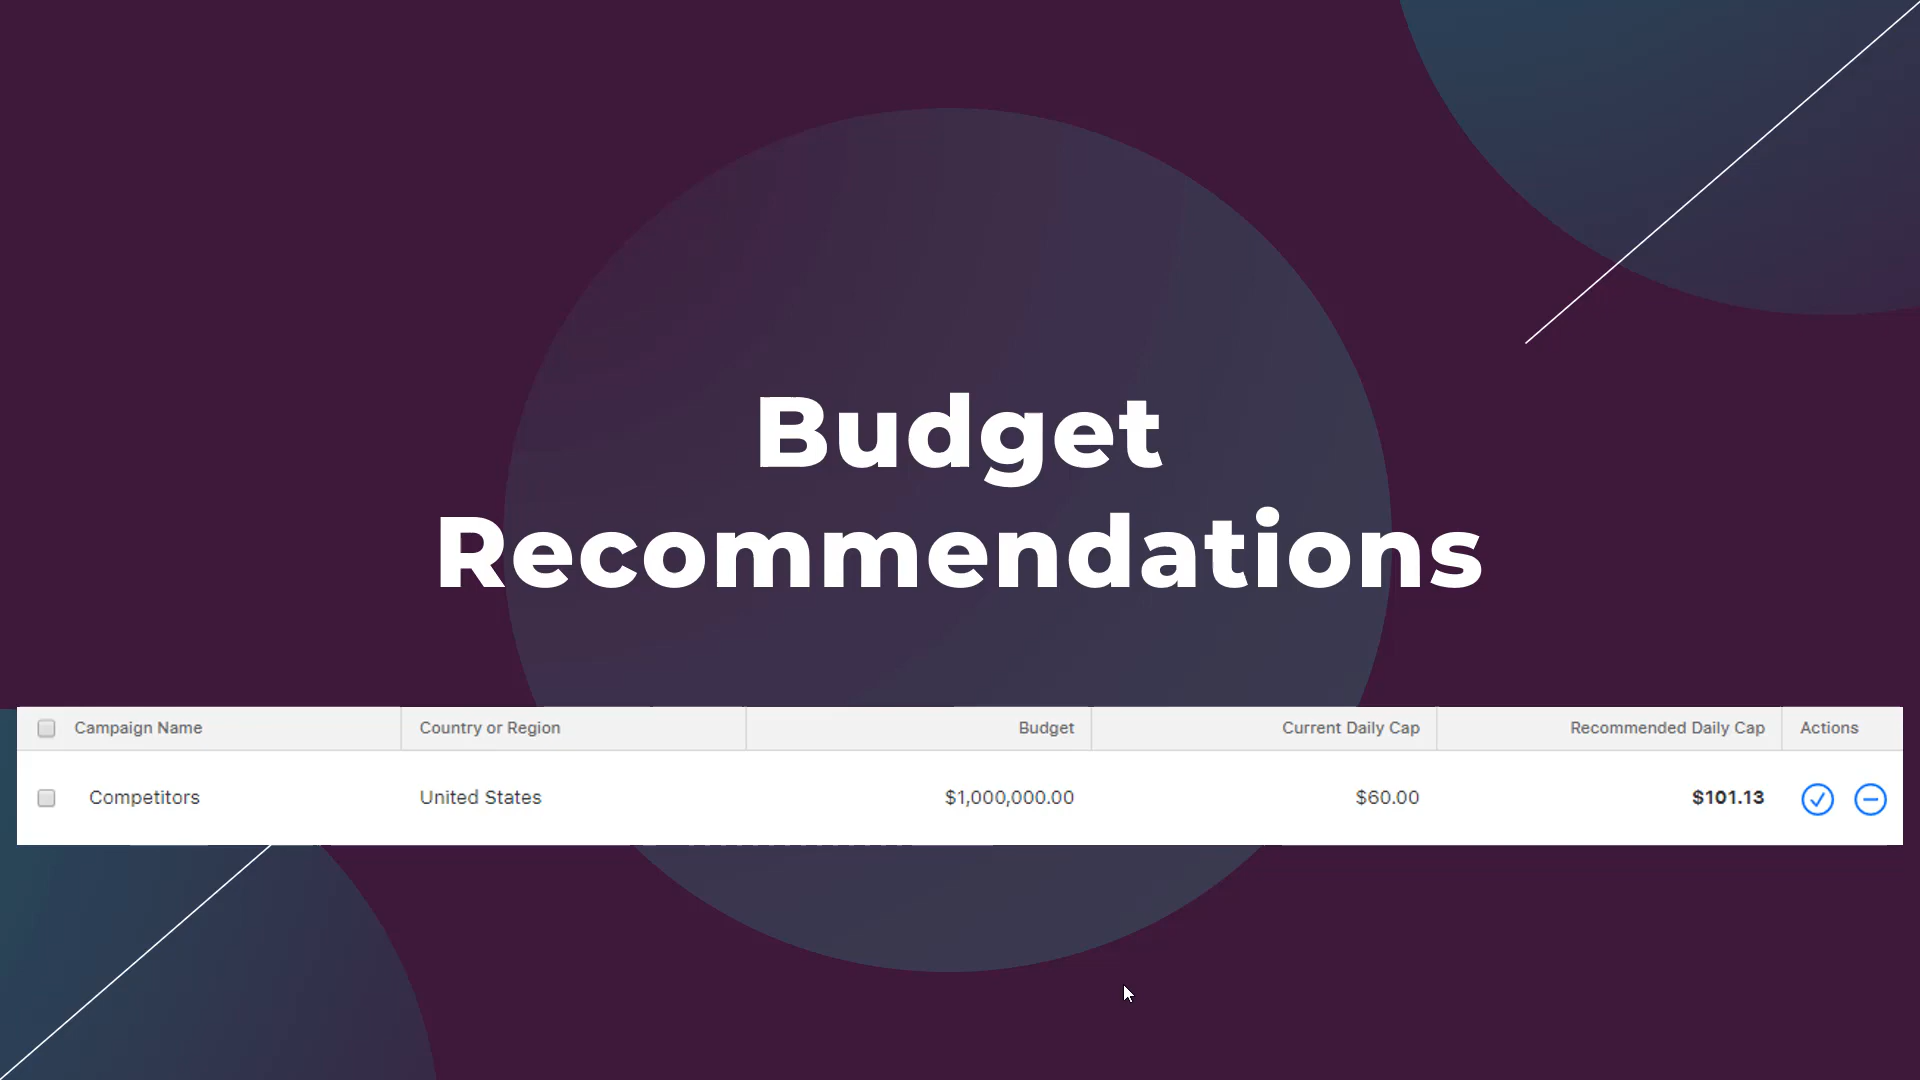 Budget
Recommendations
Campaign Name Country or Region Budget Current Daily Cap Recommended Daily Cap Actions
Competitors United States $1,000,000.00 $60.00 $101.13